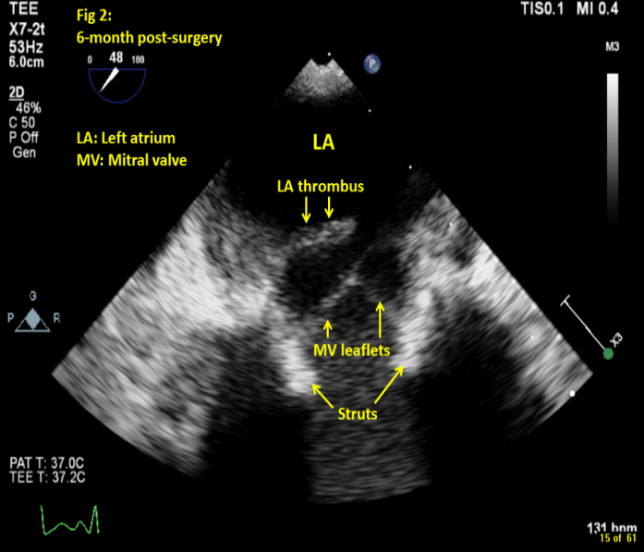 TEE
X7-2t
53Hz
6.0cm
2D
46%
C 50
P Off
Gen
Fig 2:
6-month post-surgery
0 48 180
LA: Left atrium
MV: Mitral valve
TIS0.1 MI 0.4
M3
P
LA
LA thrombus
MV leaflets
Struts
G
P R
X3
PAT T: 37.0C
TEE T: 37.2C
131 bpm
15 of 61